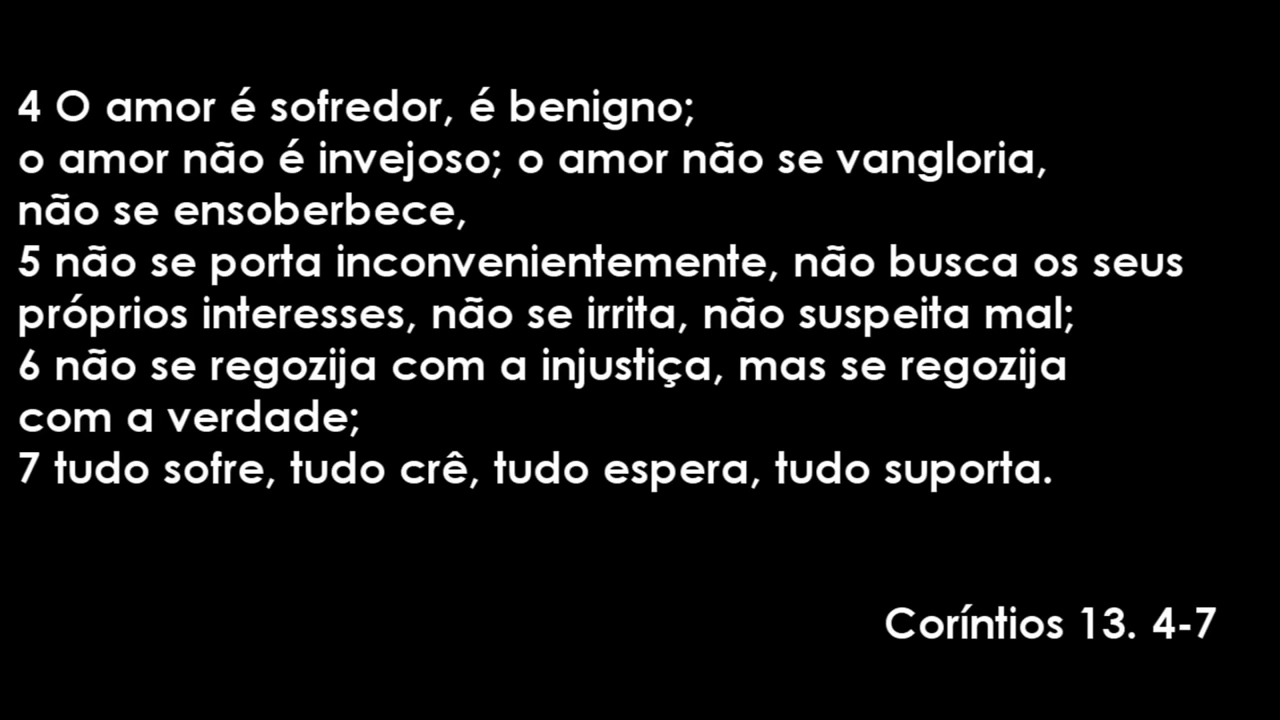 4 O amor é sofredor, é benigno;
o amor não é invejoso; o amor não se vangloria,
não se ensoberbece,
5 não se porta inconvenientemente, não busca os seus
próprios interesses, não se irrita, não suspeita mal;
6 não se regozija com a injustiça, mas se regozija
com a verdade;
7 tudo sofre, tudo crê, tudo espera, tudo suporta.
Coríntios 13. 4-7